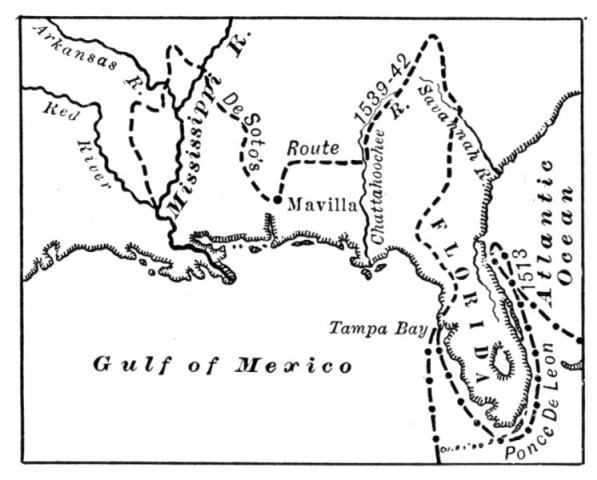 Arkansas R.
Red River
Mississippi R.
De Soto's Route 1539-42
Chattahoochee R.
Savannah R.
Mavilla
FLORIDA
Atlantic Ocean
1513
Tampa Bay
Gulf of Mexico
Ponce De Leon